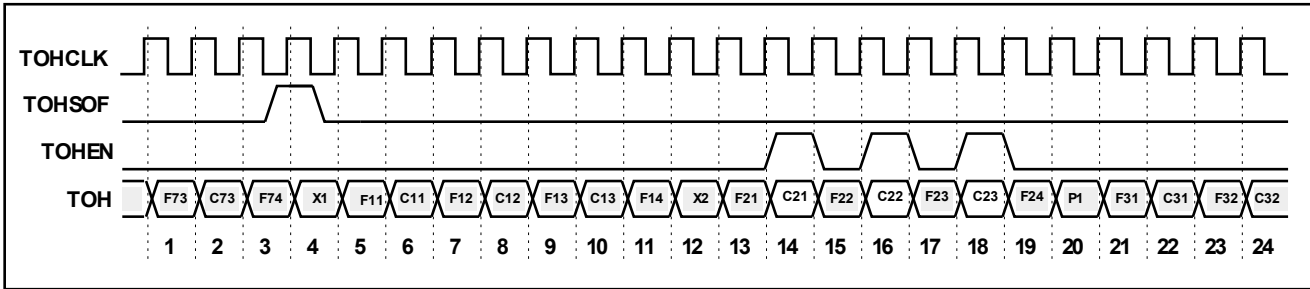 TOHCLK
TOHSOF
TOHEN
TOH F73 C73 F74 X1 F11 C11 F12 C12 F13 C13 F14 X2 F21 C21 F22 C22 F23 C23 F24 P1 F31 C31 F32 C32
1 2 3 4 5 6 7 8 9 10 11 12 13 14 15 16 17 18 19 20 21 22 23 24